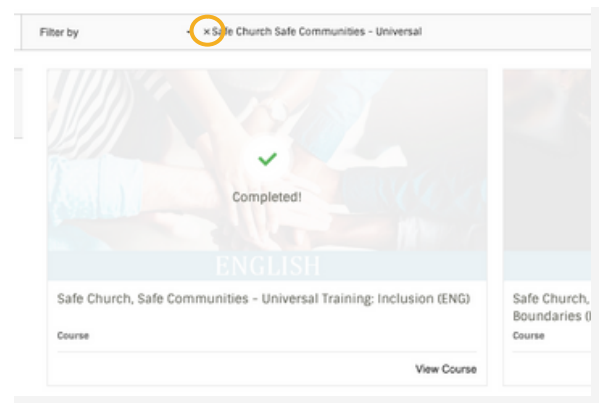 Filter by
× Safe Church Safe Communities - Universal
Completed!
ENGLISH
Safe Church, Safe Communities - Universal Training: Inclusion (ENG)
Course
View Course
Safe Church,
Boundaries (
Course